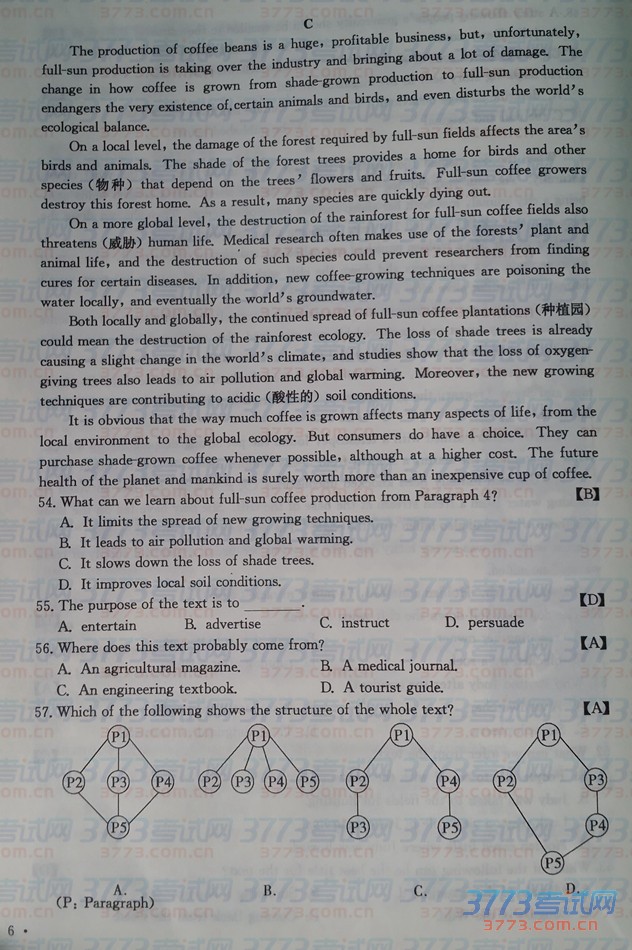 C
The production of coffee beans is a huge, profitable business, but, unfortunately,
full-sun production is taking over the industry and bringing about a lot of damage. The
change in how coffee is grown from shade-grown production to full-sun production
endangers the very existence of certain animals and birds, and even disturbs the world's
ecological balance.
On a local level, the damage of the forest required by full-sun fields affects the area's
birds and animals. The shade of the forest trees provides a home for birds and other
species (物种) that depend on the trees' flowers and fruits. Full-sun coffee growers
destroy this forest home. As a result, many species are quickly dying out.
On a more global level, the destruction of the rainforest for full-sun coffee fields also
threatens (威胁) human life. Medical research often makes use of the forests' plant and
animal life, and the destruction of such species could prevent researchers from finding
cures for certain diseases. In addition, new coffee-growing techniques are poisoning the
water locally, and eventually the world's groundwater.
Both locally and globally, the continued spread of full-sun coffee plantations (种植园)
could mean the destruction of the rainforest ecology. The loss of shade trees is already
causing a slight change in the world's climate, and studies show that the loss of oxygen-
giving trees also leads to air pollution and global warming. Moreover, the new growing
techniques are contributing to acidic (酸性的) soil conditions.
It is obvious that the way much coffee is grown affects many aspects of life, from the
local environment to the global ecology. But consumers do have a choice. They can
purchase shade-grown coffee whenever possible, although at a higher cost. The future
health of the planet and mankind is surely worth more than an inexpensive cup of coffee.
54. What can we learn about full-sun coffee production from Paragraph 4? 【B】
A. It limits the spread of new growing techniques.
B. It leads to air pollution and global warming.
C. It slows down the loss of shade trees.
D. It improves local soil conditions.
55. The purpose of the text is to ________. 【D】
A. entertain B. advertise C. instruct D. persuade
56. Where does this text probably come from? 【A】
A. An agricultural magazine. B. A medical journal.
C. An engineering textbook. D. A tourist guide.
57. Which of the following shows the structure of the whole text? 【A】
P1 P1 P1 P1
P2 P3 P4 P2 P3 P4 P5 P2 P4 P2 P3
P5 P3 P5 P4
P5
A. B. C. D.
(P: Paragraph)
6 ·
3773考试网
3773.com.cn